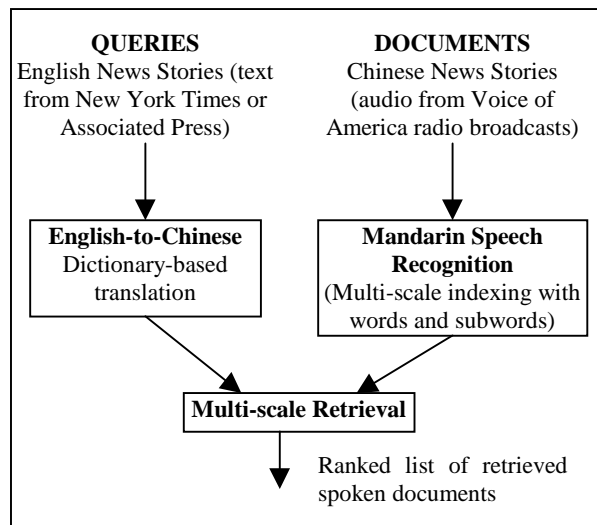 QUERIES
English News Stories (text
from New York Times or
Associated Press)
DOCUMENTS
Chinese News Stories
(audio from Voice of
America radio broadcasts)
English-to-Chinese
Dictionary-based
translation
Mandarin Speech
Recognition
(Multi-scale indexing with
words and subwords)
Multi-scale Retrieval
Ranked list of retrieved
spoken documents